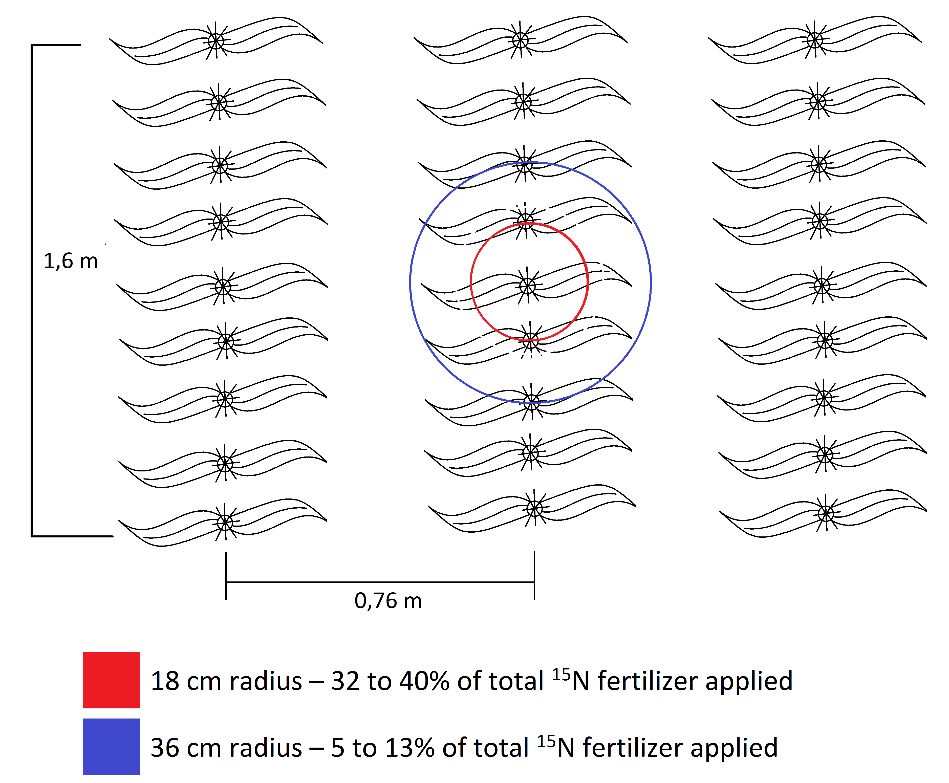 1,6 m
0,76 m
18 cm radius – 32 to 40% of total ¹⁵N fertilizer applied
36 cm radius – 5 to 13% of total ¹⁵N fertilizer applied